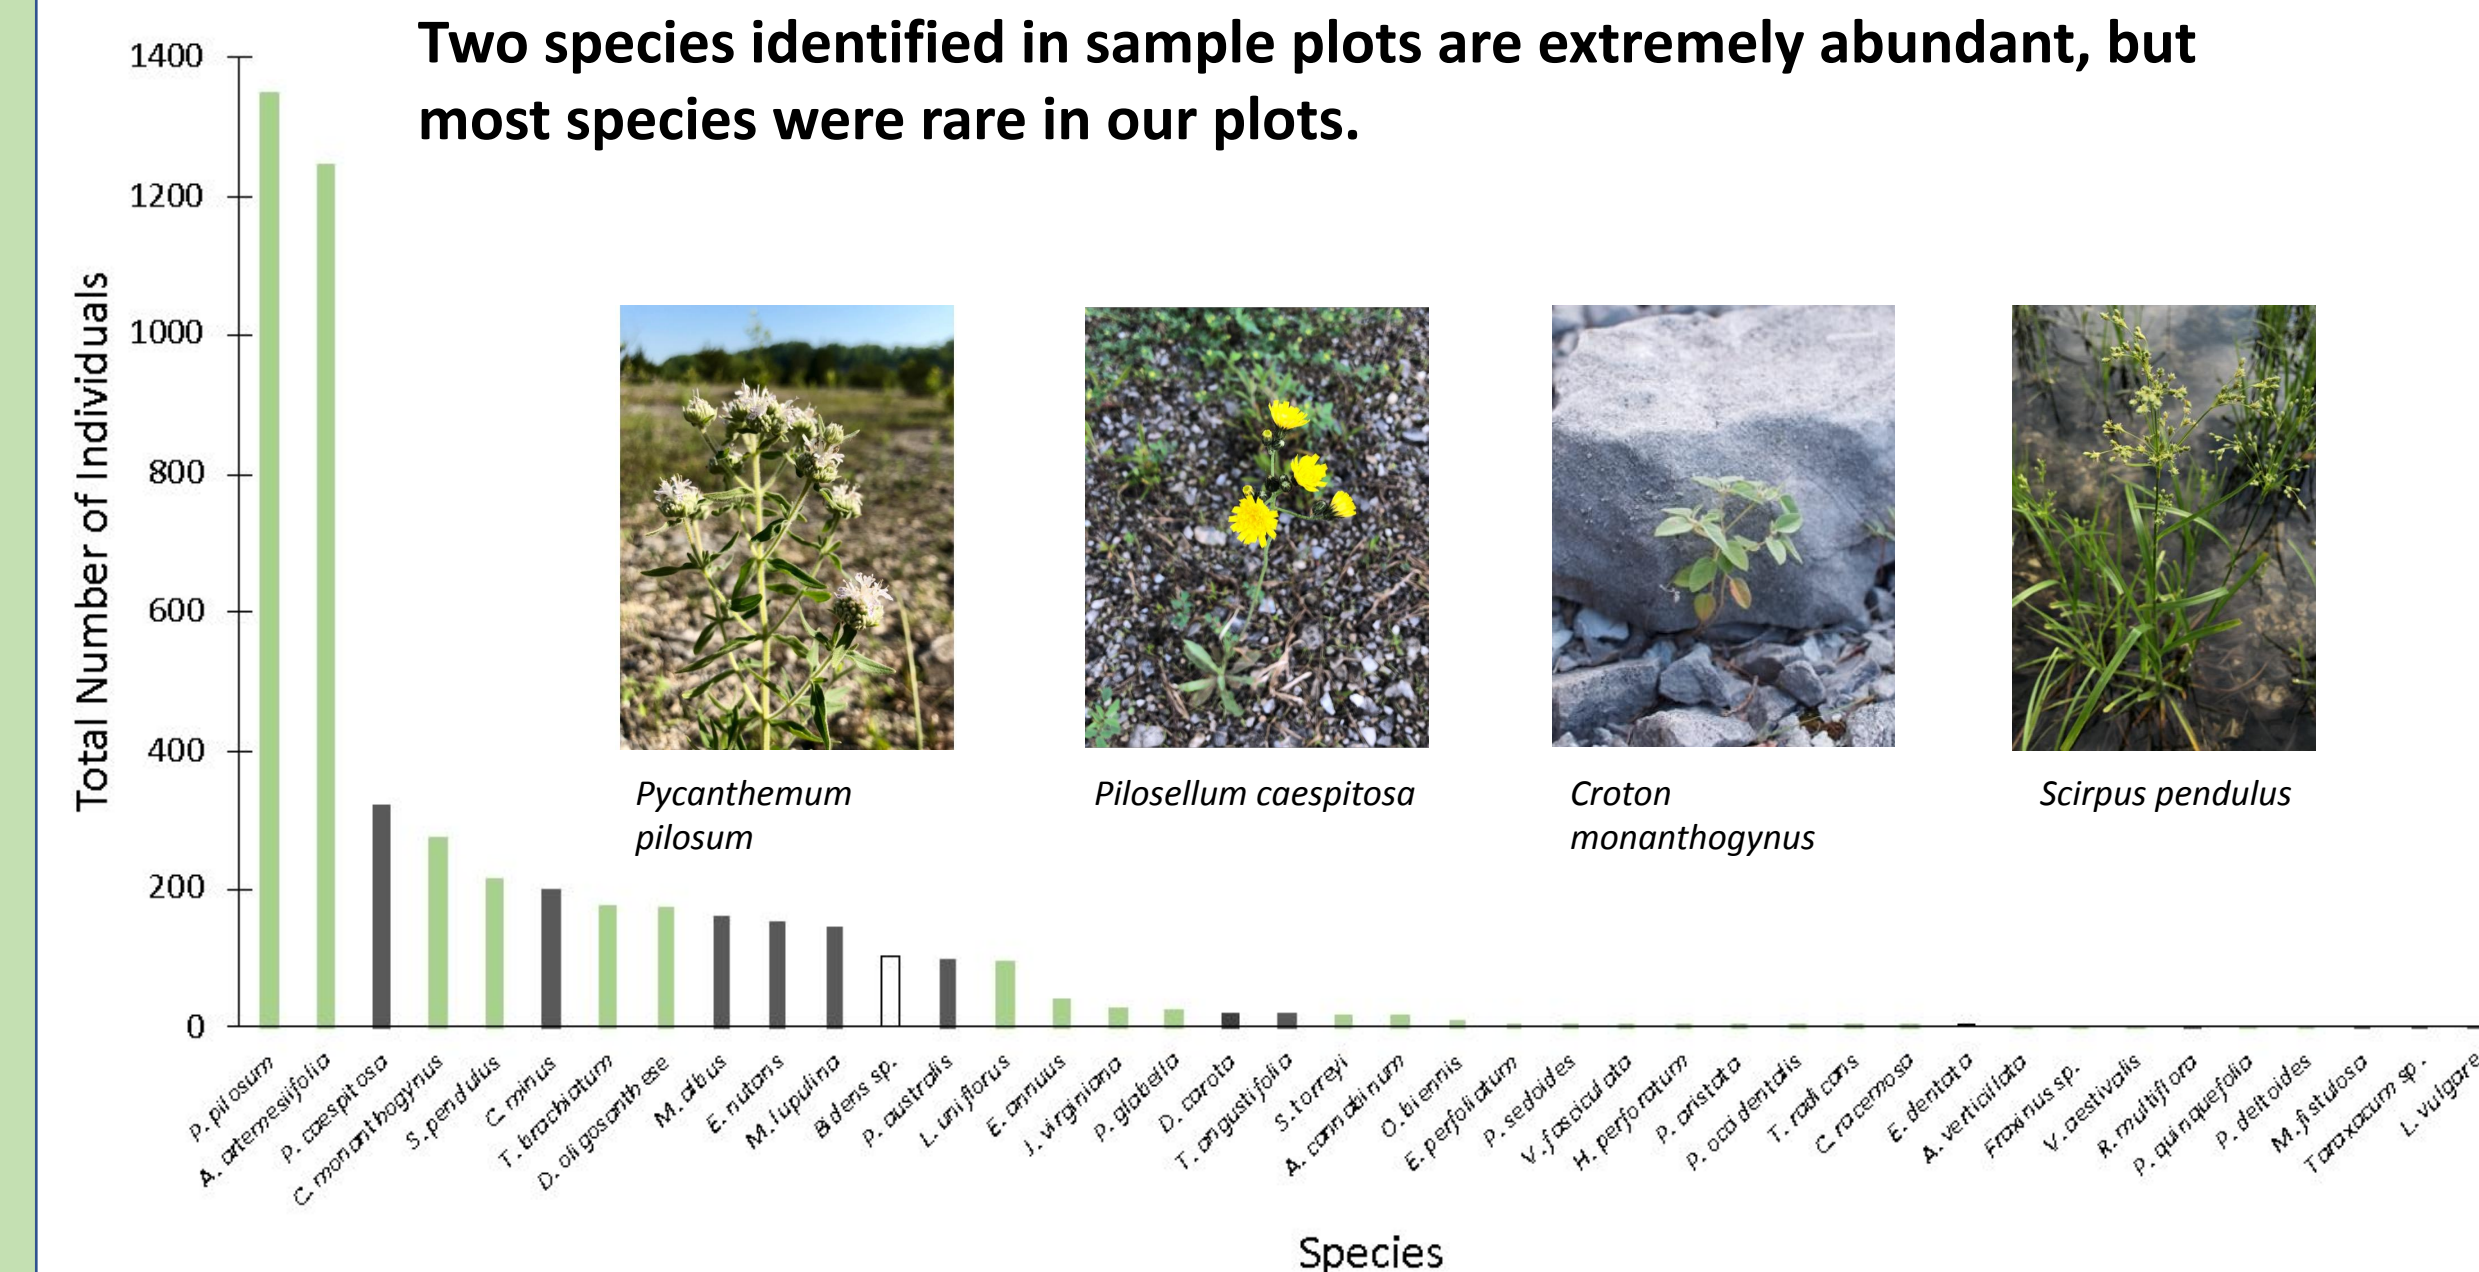 Two species identified in sample plots are extremely abundant, but
most species were rare in our plots.
1400
1200
1000
800
600
400
200
0
Total Number of Individuals
Pycanthemum
pilosum
Pilosellum caespitosa
Croton
monanthogynus
Scirpus pendulus
P. pilosum
A. artemesiifolia
P. caespitosa
C. monanthogynus
S. pendulus
C. minus
T. brachiatum
D. oligosanthese
M. albus
E. nutans
M. lupulina
Bidens sp.
P. australis
L. uniflorus
E. annuus
J. virginiana
P. glabella
D. carota
T. angustifolia
S. torreyi
A. cannabinum
O. biennis
E. perfoliatum
P. sedoides
V. fasciculata
H. perforatum
P. aristata
P. occidentalis
T. radicans
C. racemosa
E. dentata
A. verticillata
Fraxinus sp.
V. aestivalis
R. multiflora
P. quinquefolia
P. deltoides
M. fistulosa
Taraxacum sp.
L. vulgare
Species